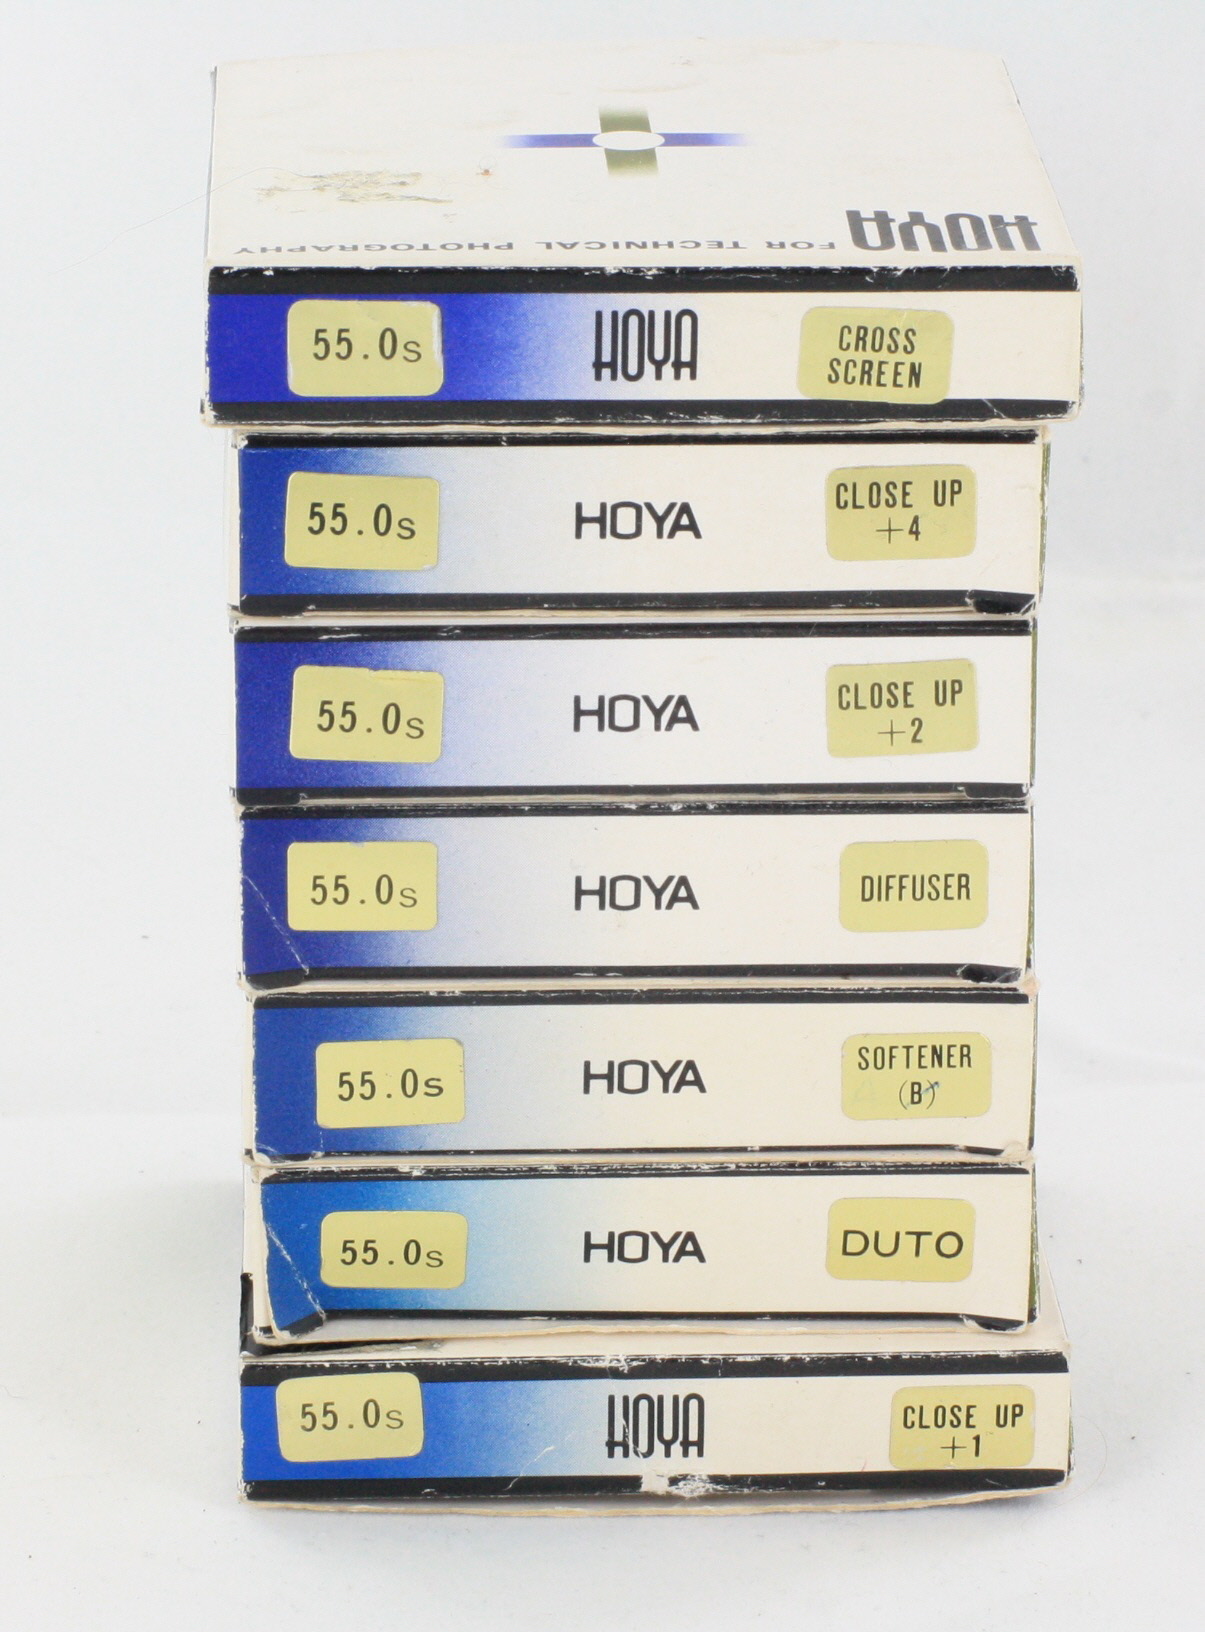 HOYA FOR TECHNICAL PHOTOGRAPHY
55.0s HOYA CROSS
SCREEN
55.0s HOYA CLOSE UP
+4
55.0s HOYA CLOSE UP
+2
55.0s HOYA DIFFUSER
55.0s HOYA SOFTENER
(B)
55.0s HOYA DUTO
55.0s HOYA CLOSE UP
+1